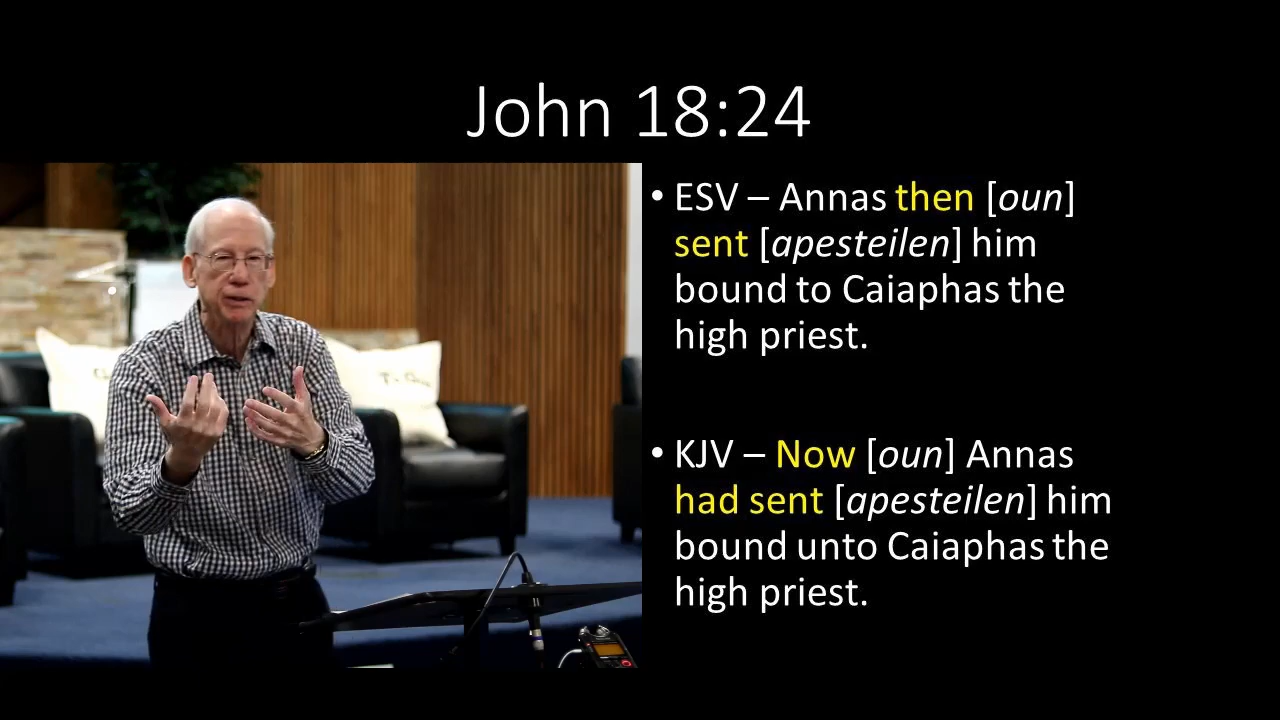 John 18:24
• ESV – Annas then [oun]
sent [apesteilen] him
bound to Caiaphas the
high priest.
• KJV – Now [oun] Annas
had sent [apesteilen] him
bound unto Caiaphas the
high priest.